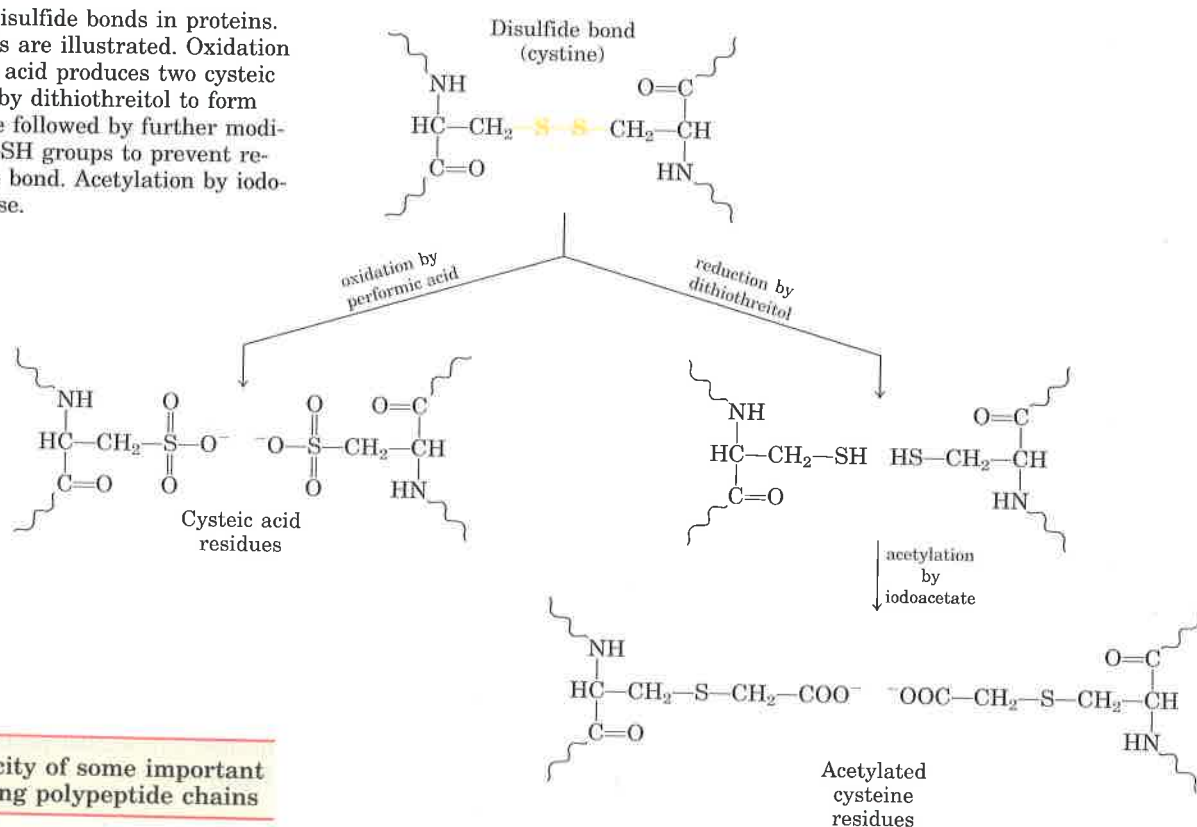 isulfide bonds in proteins.
s are illustrated. Oxidation
acid produces two cysteic
by dithiothreitol to form
e followed by further modi-
SH groups to prevent re-
bond. Acetylation by iodo-
se.
Disulfide bond
(cystine)
NH
O=C
HC—CH₂—S—S—CH₂—CH
C=O
HN
oxidation by
performic acid
reduction by
dithiothreitol
NH
O
O
O=C
HC—CH₂—S—O⁻ ⁻O—S—CH₂—CH
C=O
O
O
HN
Cysteic acid
residues
NH
O=C
HC—CH₂—SH HS—CH₂—CH
C=O
HN
acetylation
by
iodoacetate
NH
O=C
HC—CH₂—S—CH₂—COO⁻ ⁻OOC—CH₂—S—CH₂—CH
C=O
HN
Acetylated
cysteine
residues
city of some important
ng polypeptide chains